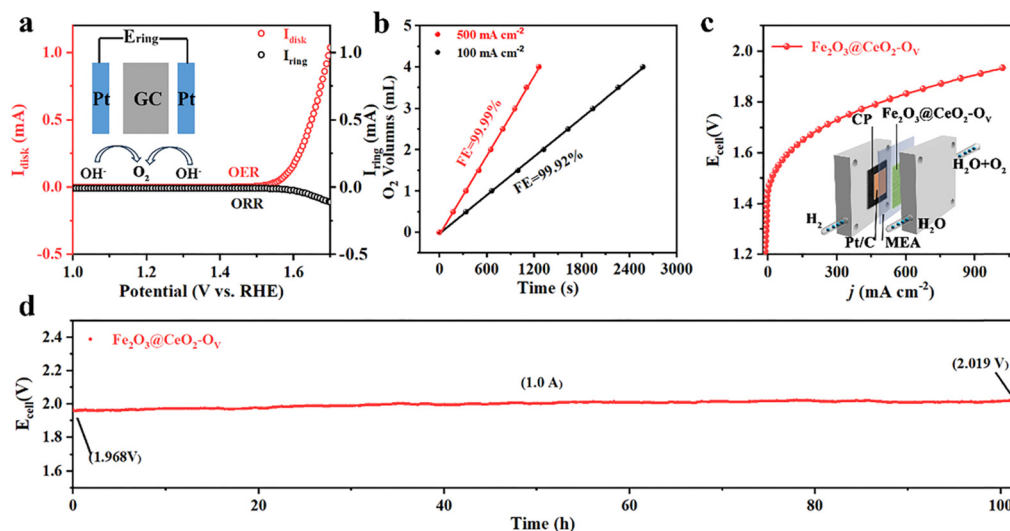 a
I_disk
I_ring
E_ring
Pt
GC
Pt
OH⁻
O₂
OH⁻
OER
ORR
1.0
0.5
0.0
-0.5
I_disk (mA)
1.0
0.5
0.0
-0.5
I_ring (mA)
1.0
1.2
1.4
1.6
Potential (V vs. RHE)
b
500 mA cm⁻²
100 mA cm⁻²
FE=99.99%
FE=99.92%
5
4
3
2
1
0
O₂ Volumns (mL)
0
600
1200
1800
2400
3000
Time (s)
c
Fe₂O₃@CeO₂-O_V
CP
Fe₂O₃@CeO₂-O_V
H₂O+O₂
H₂
H₂O
Pt/C
MEA
2.0
1.8
1.6
1.4
1.2
E_cell(V)
0
300
600
900
j (mA cm⁻²)
d
Fe₂O₃@CeO₂-O_V
(1.968V)
(1.0 A)
(2.019 V)
2.4
2.2
2.0
1.8
1.6
E_cell(V)
0
20
40
60
80
100
Time (h)